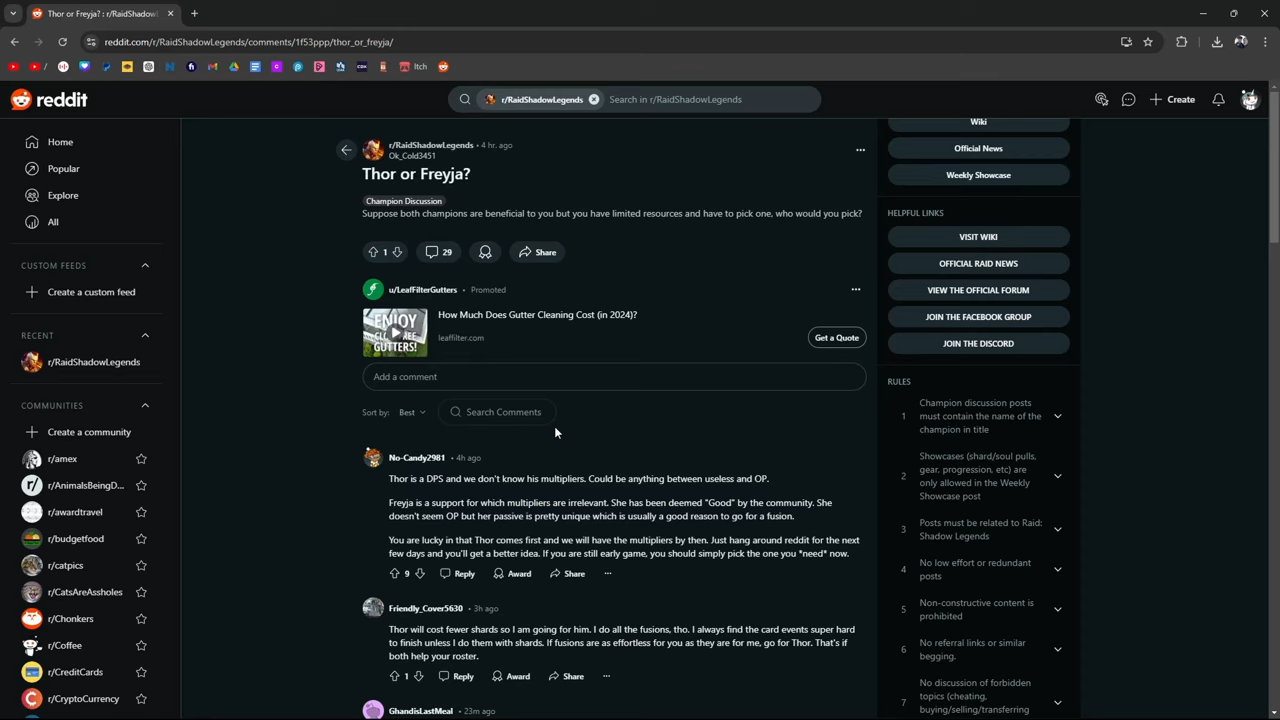 Thor or Freyja? : r/RaidShadowL
reddit.com/r/RaidShadowLegends/comments/1f53ppp/thor_or_freyja/
Itch
reddit
r/RaidShadowLegends
Search in r/RaidShadowLegends
Create
Home
Popular
Explore
All
CUSTOM FEEDS
Create a custom feed
RECENT
r/RaidShadowLegends
COMMUNITIES
Create a community
r/amex
r/AnimalsBeingD...
r/awardtravel
r/budgetfood
r/catpics
r/CatsAreAssholes
r/Chonkers
r/Coffee
r/CreditCards
r/CryptoCurrency
r/RaidShadowLegends • 4 hr. ago
Ok_Cold3451
Thor or Freyja?
Champion Discussion
Suppose both champions are beneficial to you but you have limited resources and have to pick one, who would you pick?
1
29
Share
u/LeafFilterGutters • Promoted
How Much Does Gutter Cleaning Cost (in 2024)?
leaffilter.com
ENJOY
GUTTERS!
Get a Quote
Add a comment
Sort by: Best
Search Comments
No-Candy2981 • 4h ago
Thor is a DPS and we don't know his multipliers. Could be anything between useless and OP.
Freyja is a support for which multipliers are irrelevant. She has been deemed "Good" by the community. She
doesn't seem OP but her passive is pretty unique which is usually a good reason to go for a fusion.
You are lucky in that Thor comes first and we will have the multipliers by then. Just hang around reddit for the next
few days and you'll get a better idea. If you are still early game, you should simply pick the one you *need* now.
9 Reply Award Share ...
Friendly_Cover5630 • 3h ago
Thor will cost fewer shards so I am going for him. I do all the fusions, tho. I always find the card events super hard
to finish unless I do them with shards. If fusions are as effortless for you as they are for me, go for Thor. That's if
both help your roster.
1 Reply Award Share ...
GhandisLastMeal • 23m ago
Wiki
Official News
Weekly Showcase
HELPFUL LINKS
VISIT WIKI
OFFICIAL RAID NEWS
VIEW THE OFFICIAL FORUM
JOIN THE FACEBOOK GROUP
JOIN THE DISCORD
RULES
1 Champion discussion posts
must contain the name of the
champion in title
2 Showcases (shard/soul pulls,
gear, progression, etc) are
only allowed in the Weekly
Showcase post
3 Posts must be related to Raid:
Shadow Legends
4 No low effort or redundant
posts
5 Non-constructive content is
prohibited
6 No referral links or similar
begging.
7 No discussion of forbidden
topics (cheating,
buying/selling/transferring